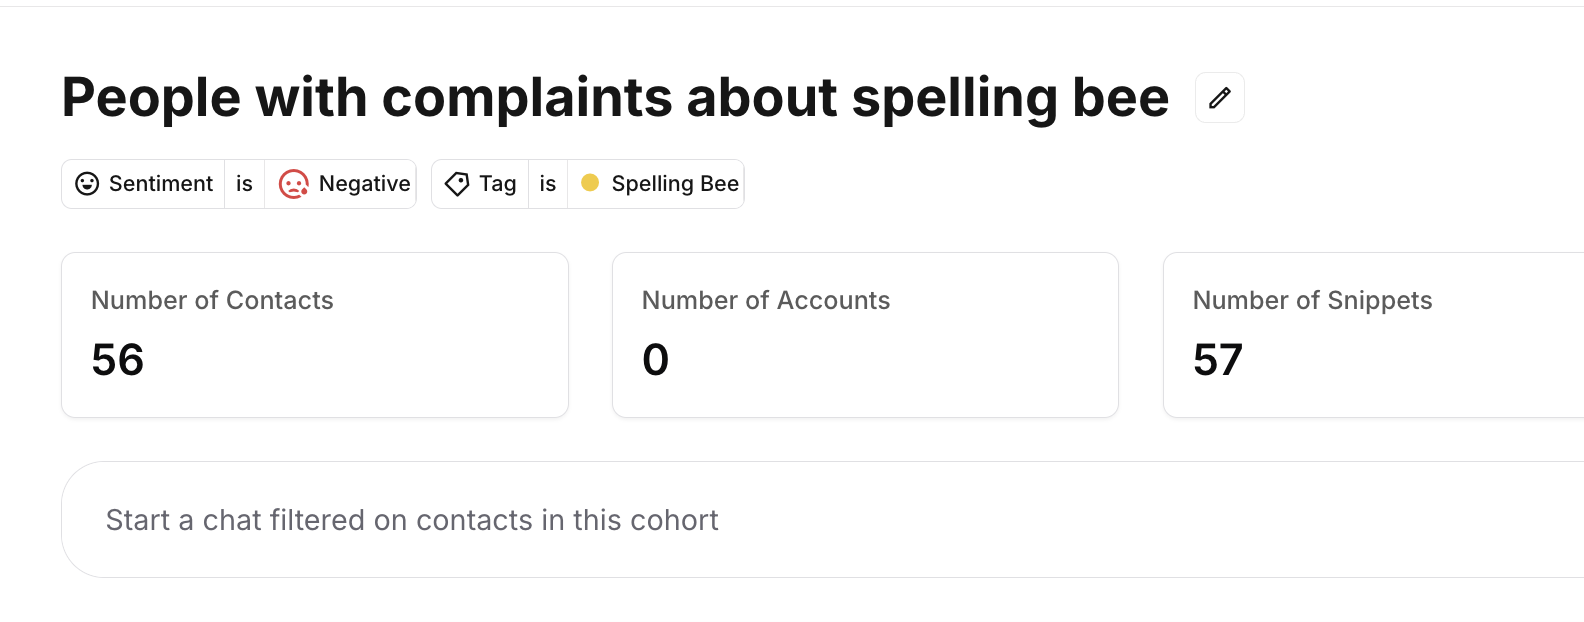 People with complaints about spelling bee
Sentiment is Negative Tag is Spelling Bee
Number of Contacts Number of Accounts Number of Snippets
56 0 57
Start a chat filtered on contacts in this cohort